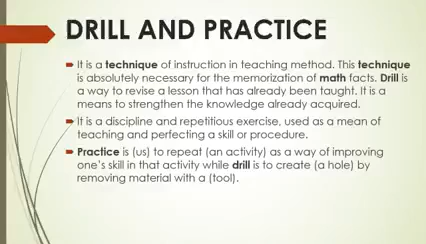 DRILL AND PRACTICE
It is a technique of instruction in teaching method. This technique
is absolutely necessary for the memorization of math facts. Drill is
a way to revise a lesson that has already been taught. It is a
means to strengthen the knowledge already acquired.
It is a discipline and repetitious exercise, used as a mean of
teaching and perfecting a skill or procedure.
Practice is (us) to repeat (an activity) as a way of improving
one's skill in that activity while drill is to create (a hole) by
removing material with a (tool).